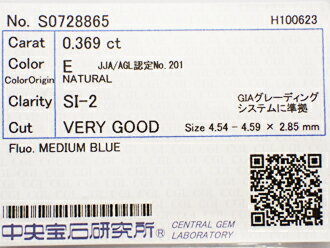 No. S0728865 H100623
Carat 0.369 ct
Color E JJA/AGL認定No.201
ColorOrigin NATURAL
Clarity SI-2 GIAグレーディング
システムに準拠
Cut VERY GOOD Size 4.54 - 4.59 × 2.85 mm
Fluo. MEDIUM BLUE
中央宝石研究所® CENTRAL GEM
LABORATORY